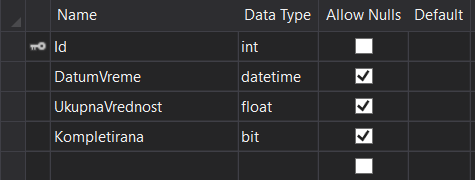 Name Data Type Allow Nulls Default
Id int
DatumVreme datetime
UkupnaVrednost float
Kompletirana bit